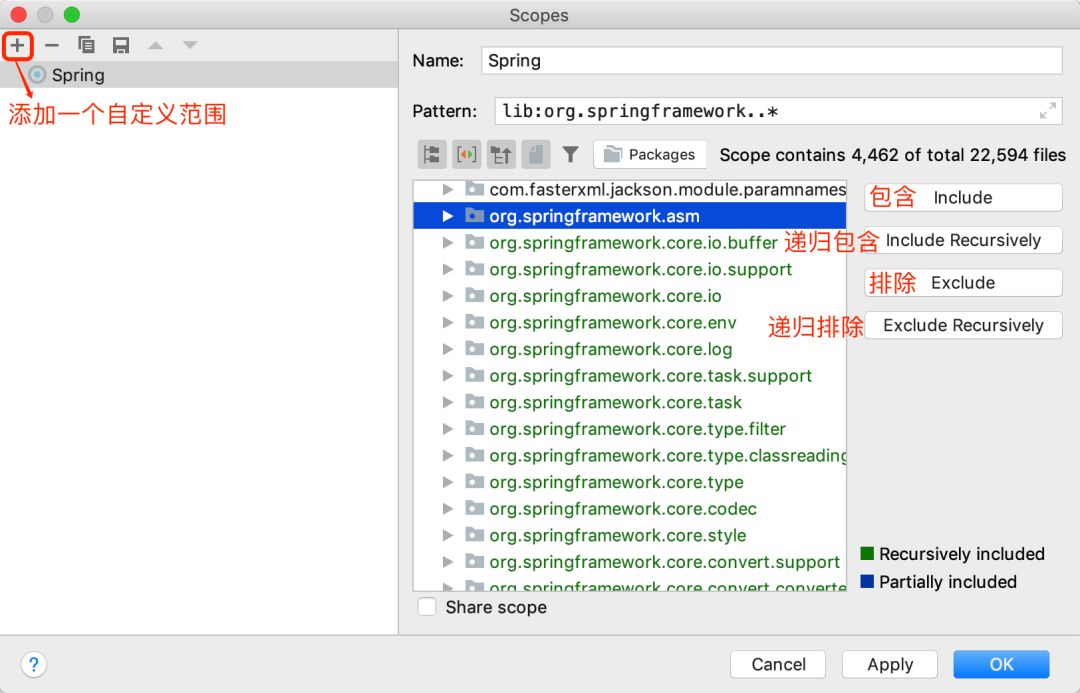 Scopes
Spring
添加一个自定义范围
Name: Spring
Pattern: lib:org.springframework..*
Packages Scope contains 4,462 of total 22,594 files
com.fasterxml.jackson.module.paramnames
org.springframework.asm
org.springframework.core.io.buffer
org.springframework.core.io.support
org.springframework.core.io
org.springframework.core.env
org.springframework.core.log
org.springframework.core.task.support
org.springframework.core.task
org.springframework.core.type.filter
org.springframework.core.type.classreading
org.springframework.core.type
org.springframework.core.codec
org.springframework.core.style
org.springframework.core.convert.support
org.springframework.core.convert.converte
包含 Include
递归包含 Include Recursively
排除 Exclude
递归排除 Exclude Recursively
Recursively included
Partially included
Share scope
?
Cancel Apply OK